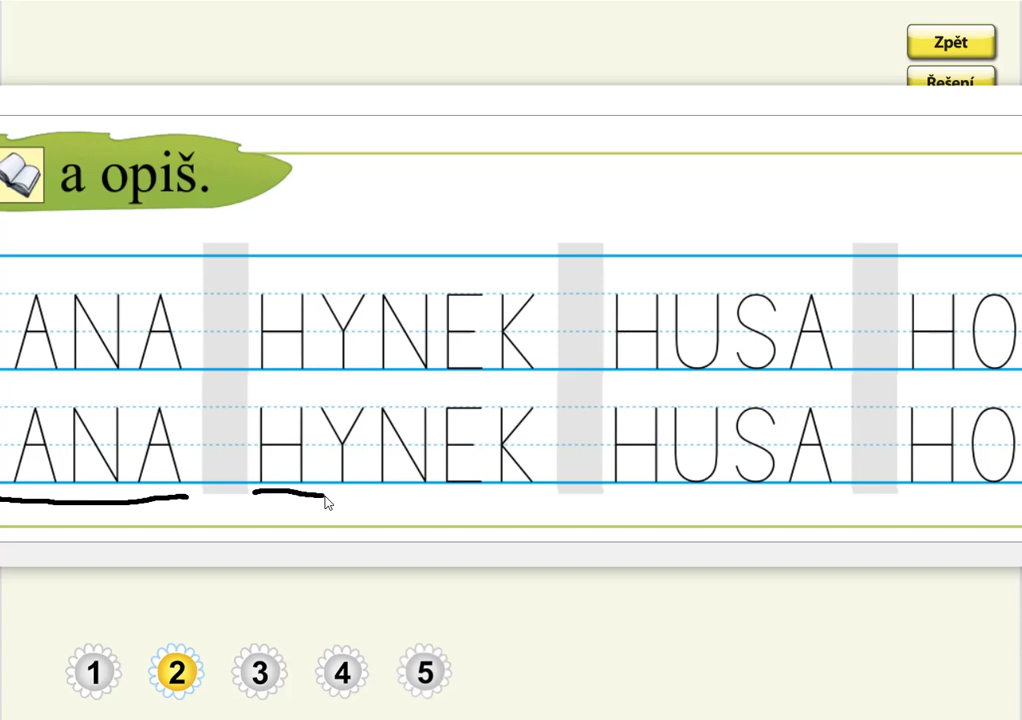 Zpět
Řešení
a opiš.
ANA HYNEK HUSA HO
ANA HYNEK HUSA HO
1 2 3 4 5